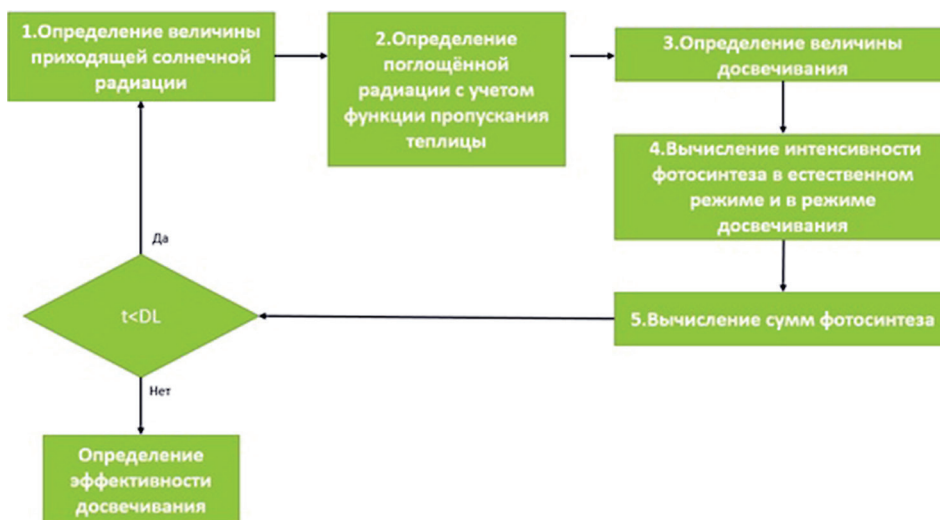 1.Определение величины
приходящей солнечной
радиации
2.Определение
поглощённой
радиации с учетом
функции пропускания
теплицы
3.Определение величины
досвечивания
4.Вычисление интенсивности
фотосинтеза в естественном
режиме и в режиме
досвечивания
5.Вычисление сумм фотосинтеза
Да
t<DL
Нет
Определение
эффективности
досвечивания